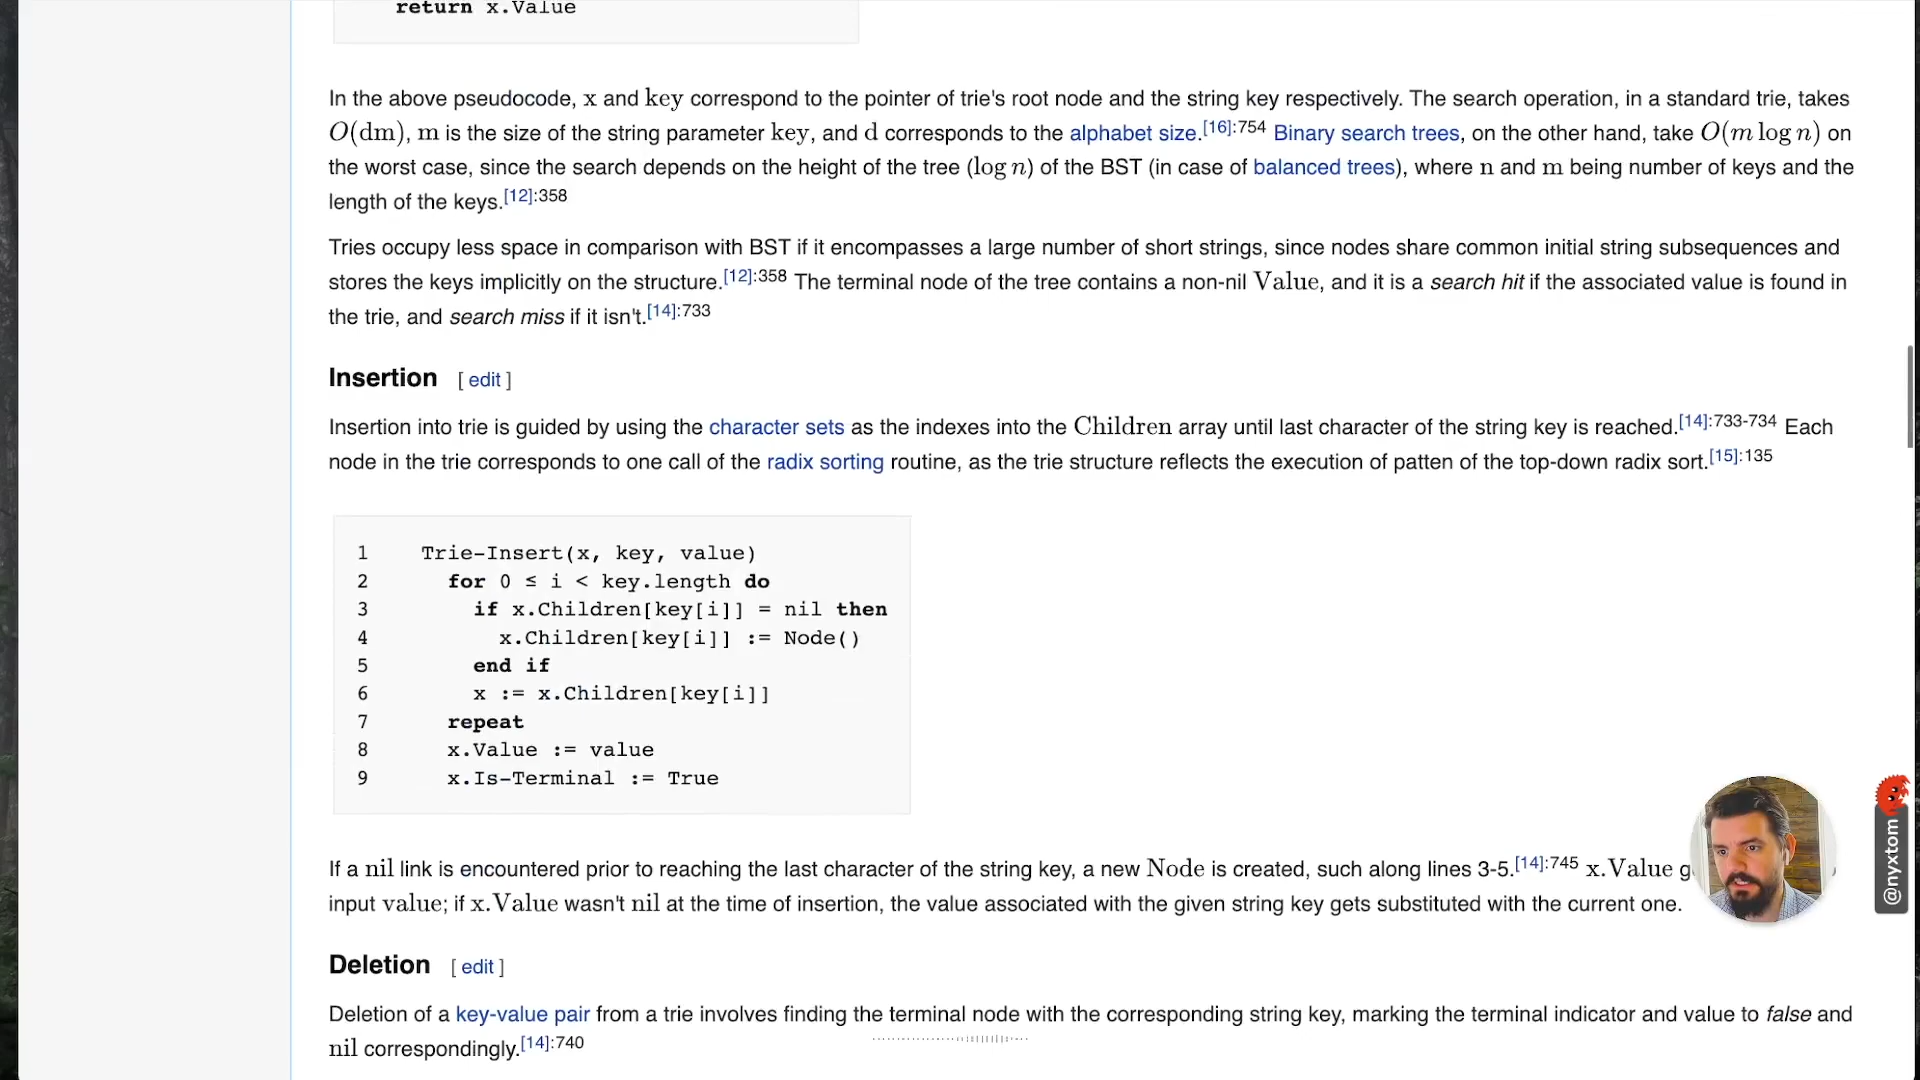 return x.Value
In the above pseudocode, x and key correspond to the pointer of trie's root node and the string key respectively. The search operation, in a standard trie, takes
O(dm), m is the size of the string parameter key, and d corresponds to the alphabet size.[16]:754 Binary search trees, on the other hand, take O(m log n) on
the worst case, since the search depends on the height of the tree (log n) of the BST (in case of balanced trees), where n and m being number of keys and the
length of the keys.[12]:358
Tries occupy less space in comparison with BST if it encompasses a large number of short strings, since nodes share common initial string subsequences and
stores the keys implicitly on the structure.[12]:358 The terminal node of the tree contains a non-nil Value, and it is a search hit if the associated value is found in
the trie, and search miss if it isn't.[14]:733
Insertion [ edit ]
Insertion into trie is guided by using the character sets as the indexes into the Children array until last character of the string key is reached.[14]:733-734 Each
node in the trie corresponds to one call of the radix sorting routine, as the trie structure reflects the execution of patten of the top-down radix sort.[15]:135
1 Trie-Insert(x, key, value)
2 for 0 ≤ i < key.length do
3 if x.Children[key[i]] = nil then
4 x.Children[key[i]] := Node()
5 end if
6 x := x.Children[key[i]]
7 repeat
8 x.Value := value
9 x.Is-Terminal := True
If a nil link is encountered prior to reaching the last character of the string key, a new Node is created, such along lines 3-5.[14]:745 x.Value
input value; if x.Value wasn't nil at the time of insertion, the value associated with the given string key gets substituted with the current one.
@nyxtom
Deletion [ edit ]
Deletion of a key-value pair from a trie involves finding the terminal node with the corresponding string key, marking the terminal indicator and value to false and
nil correspondingly.[14]:740